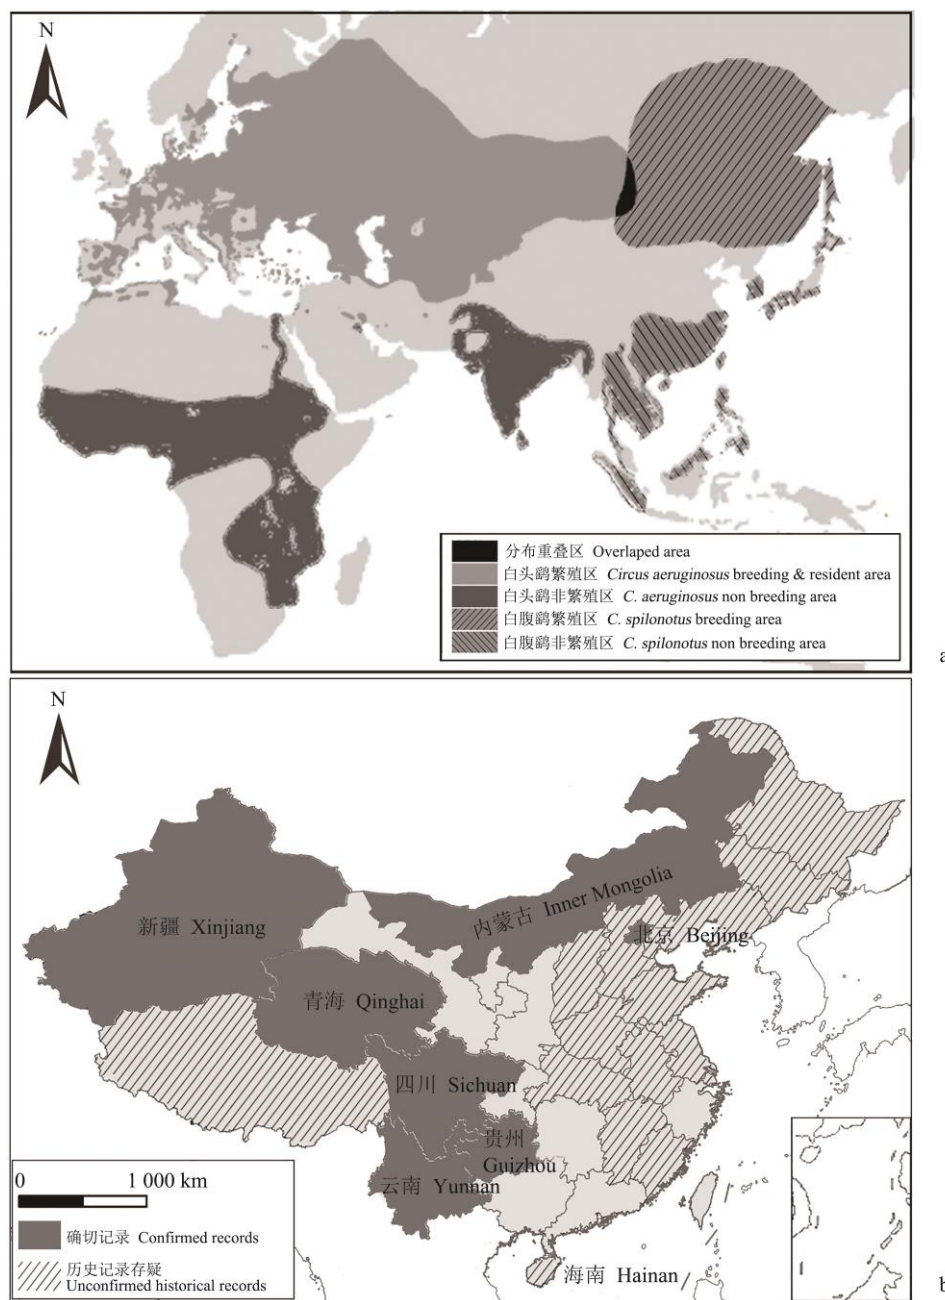 N
分布重叠区 Overlaped area
白头鹞繁殖区 Circus aeruginosus breeding & resident area
白头鹞非繁殖区 C. aeruginosus non breeding area
白腹鹞繁殖区 C. spilonotus breeding area
白腹鹞非繁殖区 C. spilonotus non breeding area
a
N
内蒙古 Inner Mongolia
新疆 Xinjiang
北京 Beijing
青海 Qinghai
四川 Sichuan
贵州
Guizhou
云南 Yunnan
0 1 000 km
确切记录 Confirmed records
历史记录存疑
Unconfirmed historical records
海南 Hainan
b